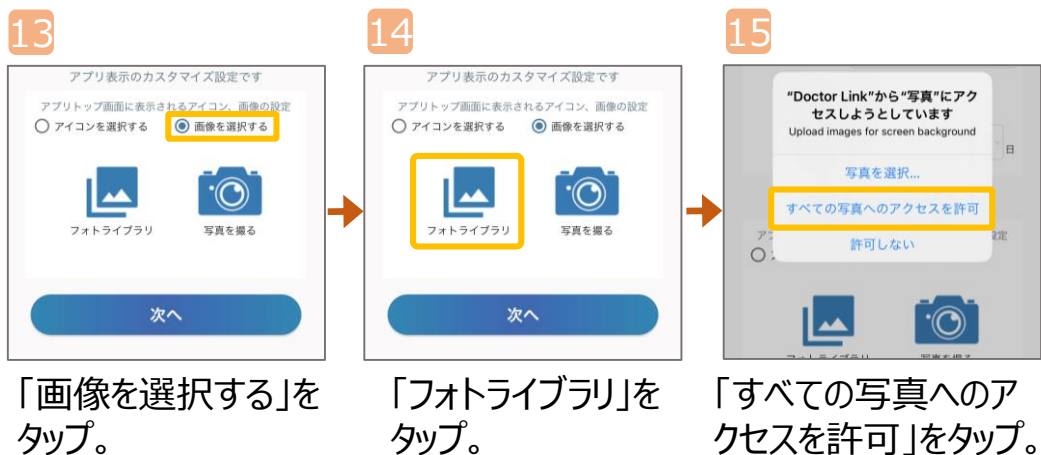 13
アプリ表示のカスタマイズ設定です
アプリトップ画面に表示されるアイコン、画像の設定
アイコンを選択する
画像を選択する
フォトライブラリ
写真を撮る
次へ
「画像を選択する」を
タップ。
14
アプリ表示のカスタマイズ設定です
アプリトップ画面に表示されるアイコン、画像の設定
アイコンを選択する
画像を選択する
フォトライブラリ
写真を撮る
次へ
「フォトライブラリ」を
タップ。
15
"Doctor Link"から"写真"にアク
セスしようとしています
Upload images for screen background
日
写真を選択...
すべての写真へのアクセスを許可
許可しない
「すべての写真へのア
クセスを許可」をタップ。